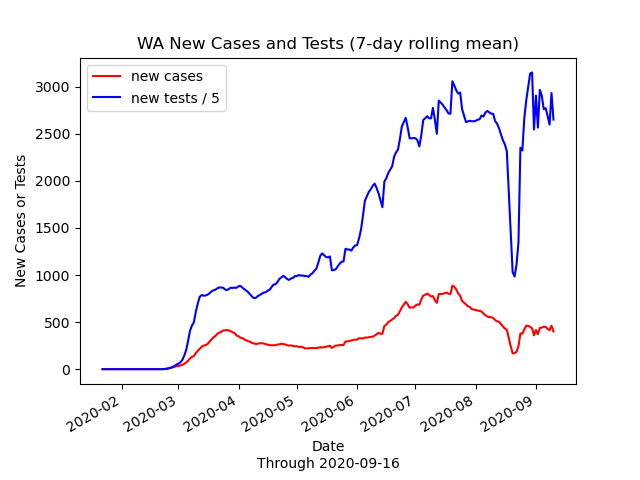 WA New Cases and Tests (7-day rolling mean)
new cases
new tests / 5
3000
2500
2000
1500
1000
500
0
New Cases or Tests
2020-02
2020-03
2020-04
2020-05
2020-06
2020-07
2020-08
2020-09
Date
Through 2020-09-16